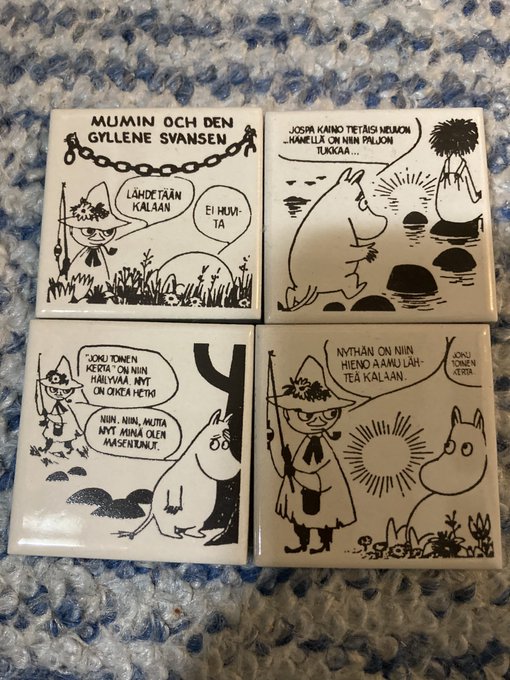 MUMIN OCH DEN
GYLLENE SVANSEN
LÄHDETÄÄN
KALAAN
EI HUVI-
TA
JOSPA KAINO TIETÄISI NEUVON
...HÄNELLÄ ON NIIN PALJON
TUKKAA...
"JOKU TOINEN
KERTA" ON NIIN
HÄILYVÄÄ. NYT
ON OIKEA HETKI
NIIN. NIIN, MUTTA
NYT MINÄ OLEN
MASENTUNUT.
NYTHÄN ON NIIN
HIENO AAMU LÄH-
TEÄ KALAAN.
JOKU
TOINEN
KERTA